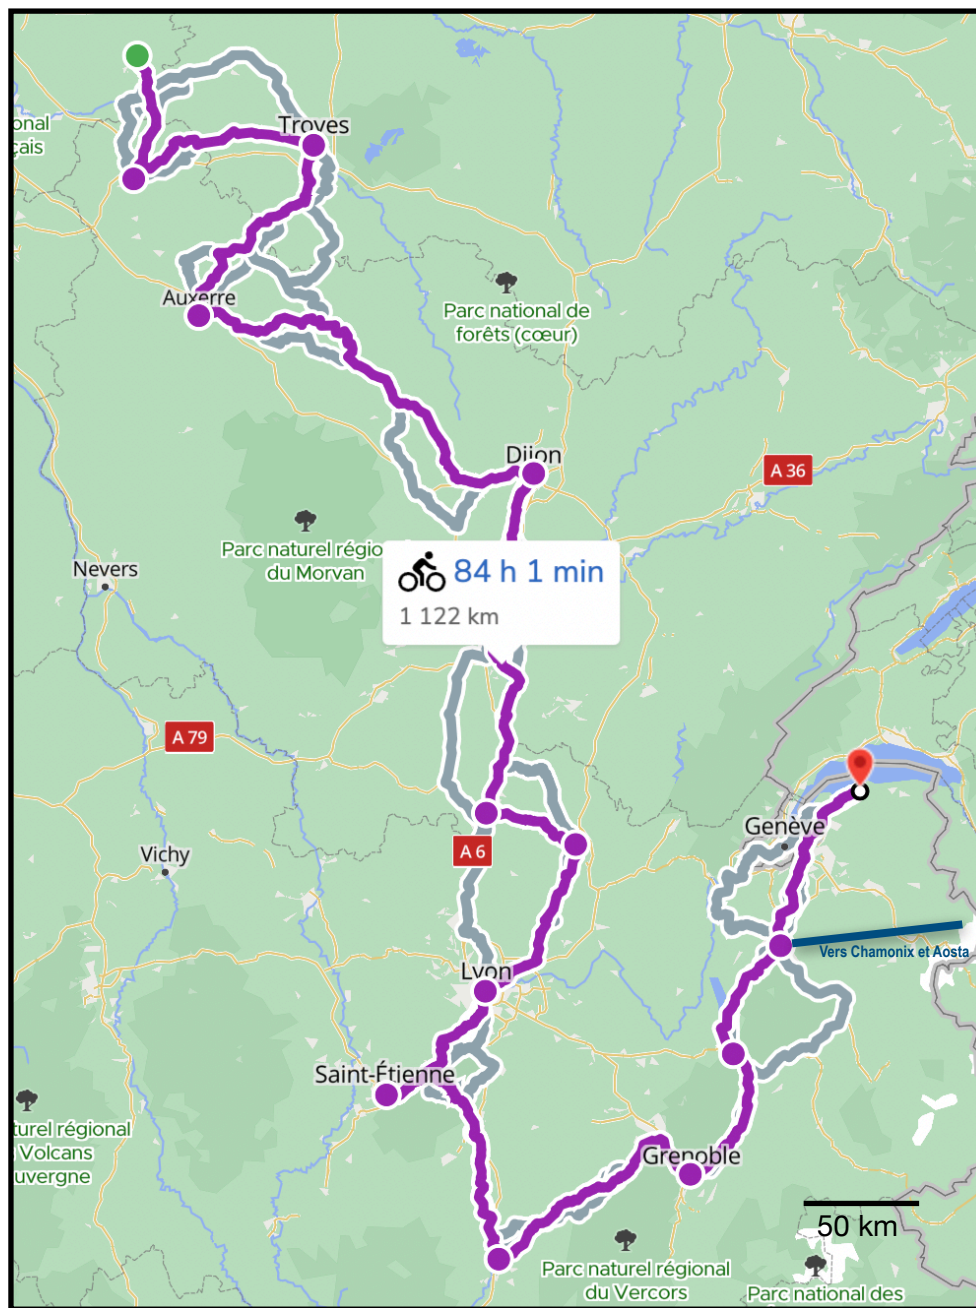 Troyes
onal
çais
Auxerre
Parc national de
forêts (cœur)
Dijon
A 36
Parc naturel régio
du Morvan
Nevers
84 h 1 min
1 122 km
A 79
Genève
A 6
Vichy
Vers Chamonix et Aosta
Lyon
Saint-Étienne
turel régional
Volcans
uvergne
Grenoble
50 km
Parc naturel régional
du Vercors
Parc national des